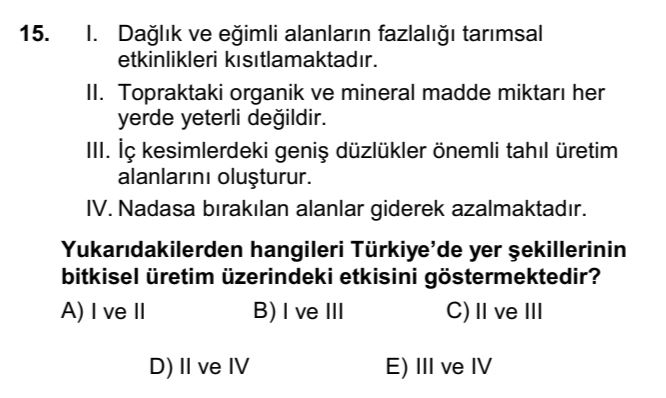 15. I. Dağlık ve eğimli alanların fazlalığı tarımsal
etkinlikleri kısıtlamaktadır.
II. Topraktaki organik ve mineral madde miktarı her
yerde yeterli değildir.
III. İç kesimlerdeki geniş düzlükler önemli tahıl üretim
alanlarını oluşturur.
IV. Nadasa bırakılan alanlar giderek azalmaktadır.
Yukarıdakilerden hangileri Türkiye’de yer şekillerinin
bitkisel üretim üzerindeki etkisini göstermektedir?
A) I ve II B) I ve III C) II ve III
D) II ve IV E) III ve IV